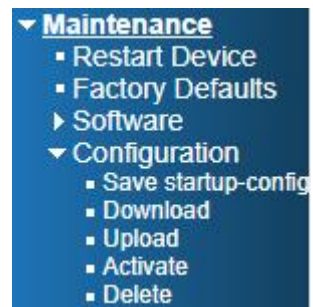 Maintenance
Restart Device
Factory Defaults
Software
Configuration
Save startup-config
Download
Upload
Activate
Delete